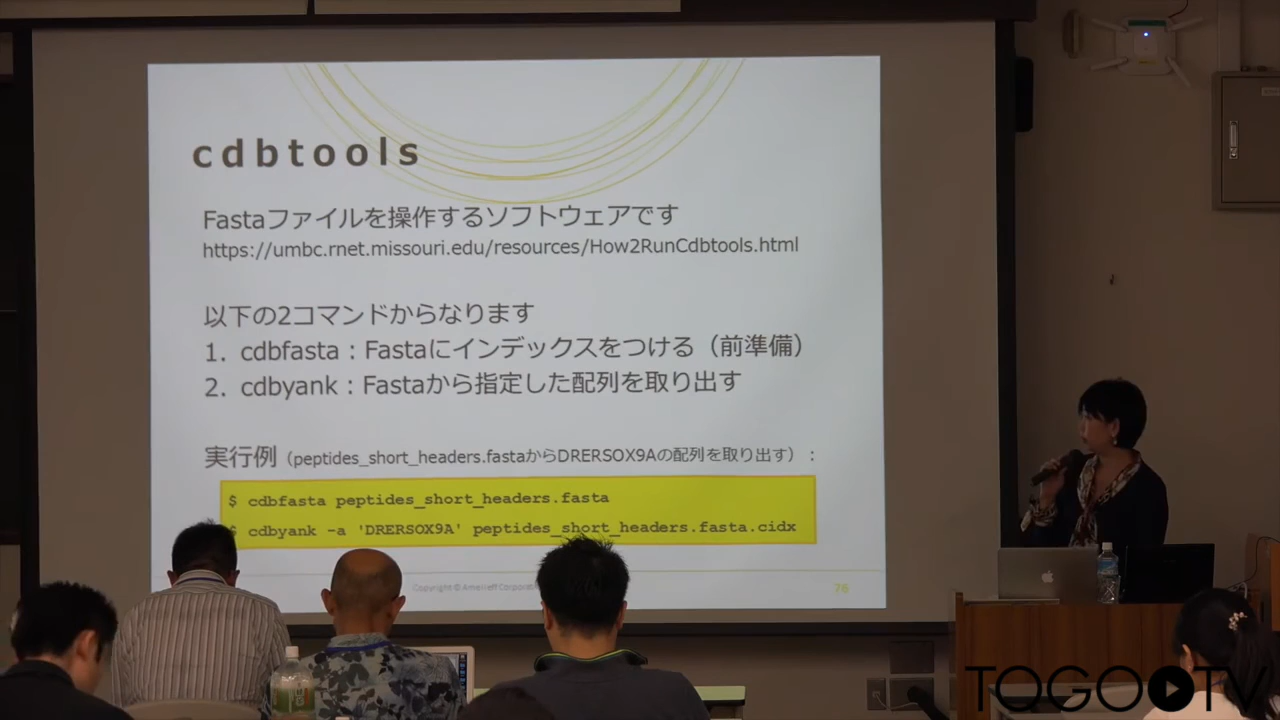 cdbtools
Fastaファイルを操作するソフトウェアです
https://umbc.rnet.missouri.edu/resources/How2RunCdbtools.html
以下の2コマンドからなります
1. cdbfasta：Fastaにインデックスをつける（前準備）
2. cdbyank：Fastaから指定した配列を取り出す
実行例（peptides_short_headers.fastaからDRERSOX9Aの配列を取り出す）：
$ cdbfasta peptides_short_headers.fasta
$ cdbyank -a 'DRERSOX9A' peptides_short_headers.fasta.cidx
Copyright © Amelieff Corporat
76
TOGO TV